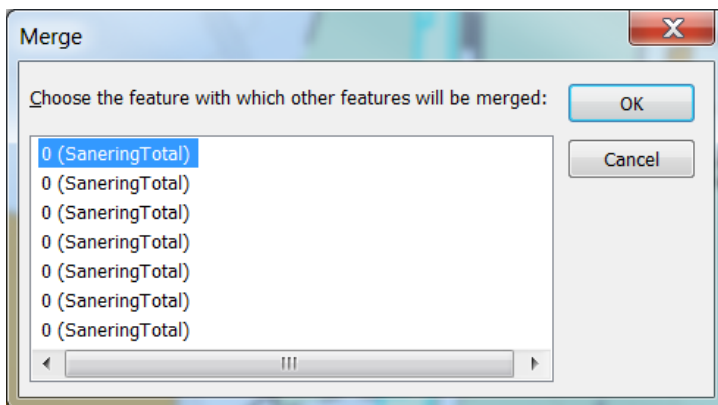 Merge
Choose the feature with which other features will be merged:
OK
0 (SaneringTotal)
Cancel
0 (SaneringTotal)
0 (SaneringTotal)
0 (SaneringTotal)
0 (SaneringTotal)
0 (SaneringTotal)
0 (SaneringTotal)